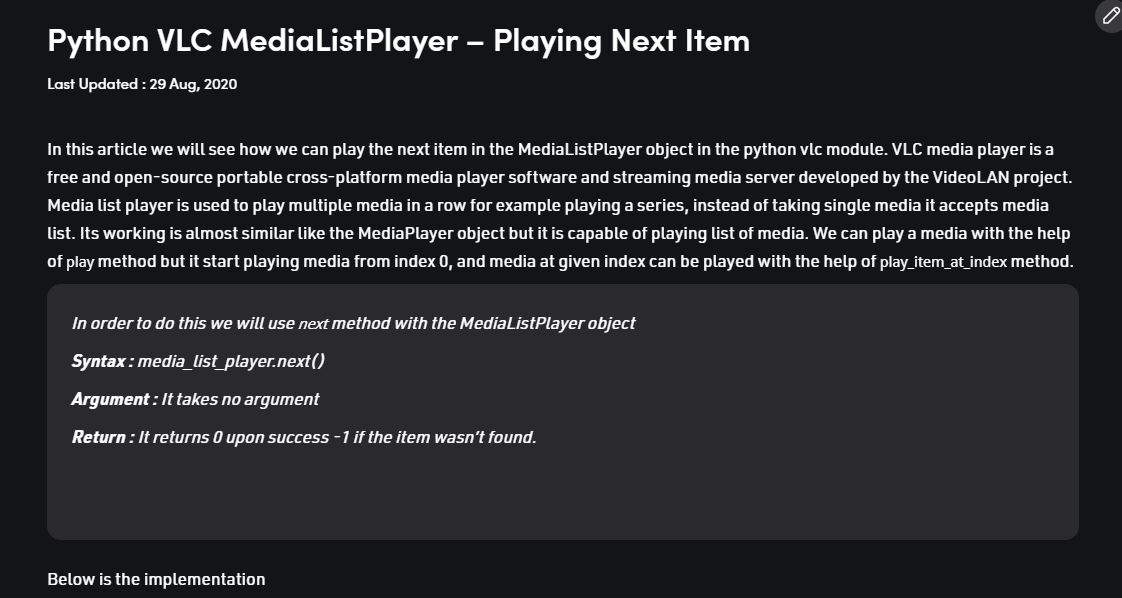 Python VLC MediaListPlayer – Playing Next Item
Last Updated : 29 Aug, 2020
In this article we will see how we can play the next item in the MediaListPlayer object in the python vlc module. VLC media player is a
free and open-source portable cross-platform media player software and streaming media server developed by the VideoLAN project.
Media list player is used to play multiple media in a row for example playing a series, instead of taking single media it accepts media
list. Its working is almost similar like the MediaPlayer object but it is capable of playing list of media. We can play a media with the help
of play method but it start playing media from index 0, and media at given index can be played with the help of play_item_at_index method.
In order to do this we will use next method with the MediaListPlayer object
Syntax : media_list_player.next()
Argument : It takes no argument
Return : It returns 0 upon success -1 if the item wasn't found.
Below is the implementation